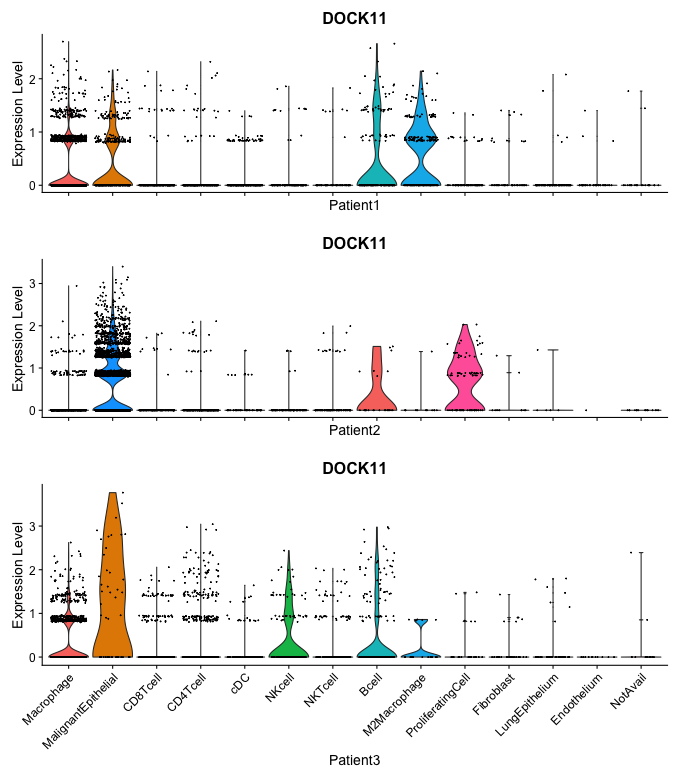 DOCK11
Expression Level
2
1
0
Patient1
DOCK11
Expression Level
3
2
1
0
Patient2
DOCK11
Expression Level
3
2
1
0
Macrophage
MalignantEpithelial
CD8Tcell
CD4Tcell
cDC
NKcell
NKTcell
Bcell
M2Macrophage
ProliferatingCell
Fibroblast
LungEpithelium
Endothelium
NotAvail
Patient3